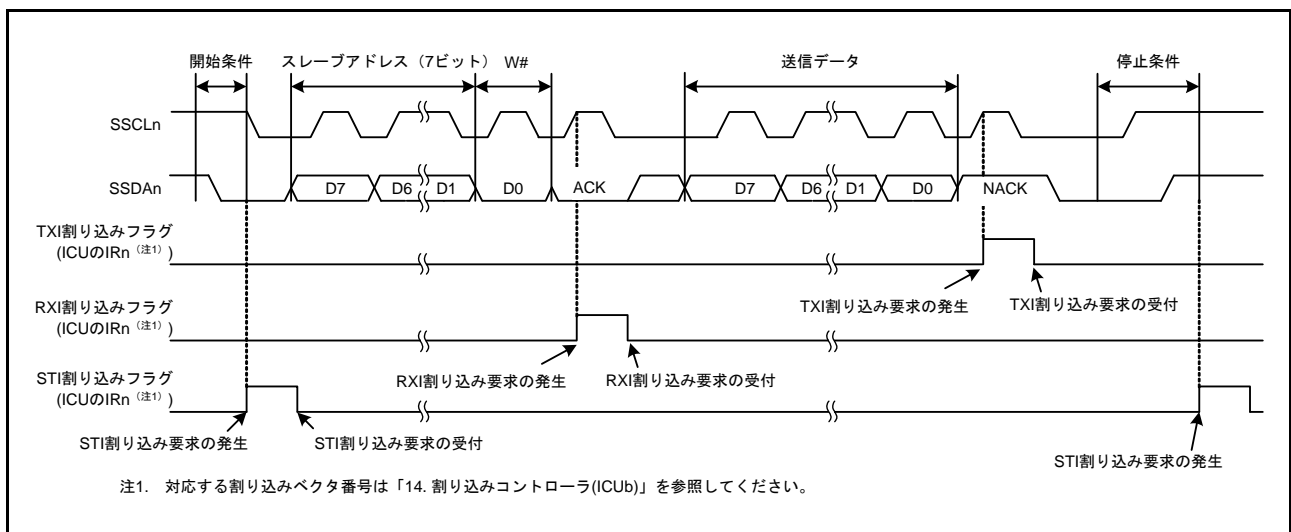 開始条件 スレーブアドレス（7ビット） W# 送信データ 停止条件
SSCLn
SSDAn D7 D6 D1 D0 ACK D7 D6 D1 D0 NACK
TXI割り込みフラグ
(ICUのIRn（注1）)
TXI割り込み要求の発生 TXI割り込み要求の受付
RXI割り込みフラグ
(ICUのIRn（注1）)
RXI割り込み要求の発生 RXI割り込み要求の受付
STI割り込みフラグ
(ICUのIRn（注1）)
STI割り込み要求の発生 STI割り込み要求の受付 STI割り込み要求の発生
注1. 対応する割り込みベクタ番号は「14. 割り込みコントローラ(ICUb)」を参照してください。